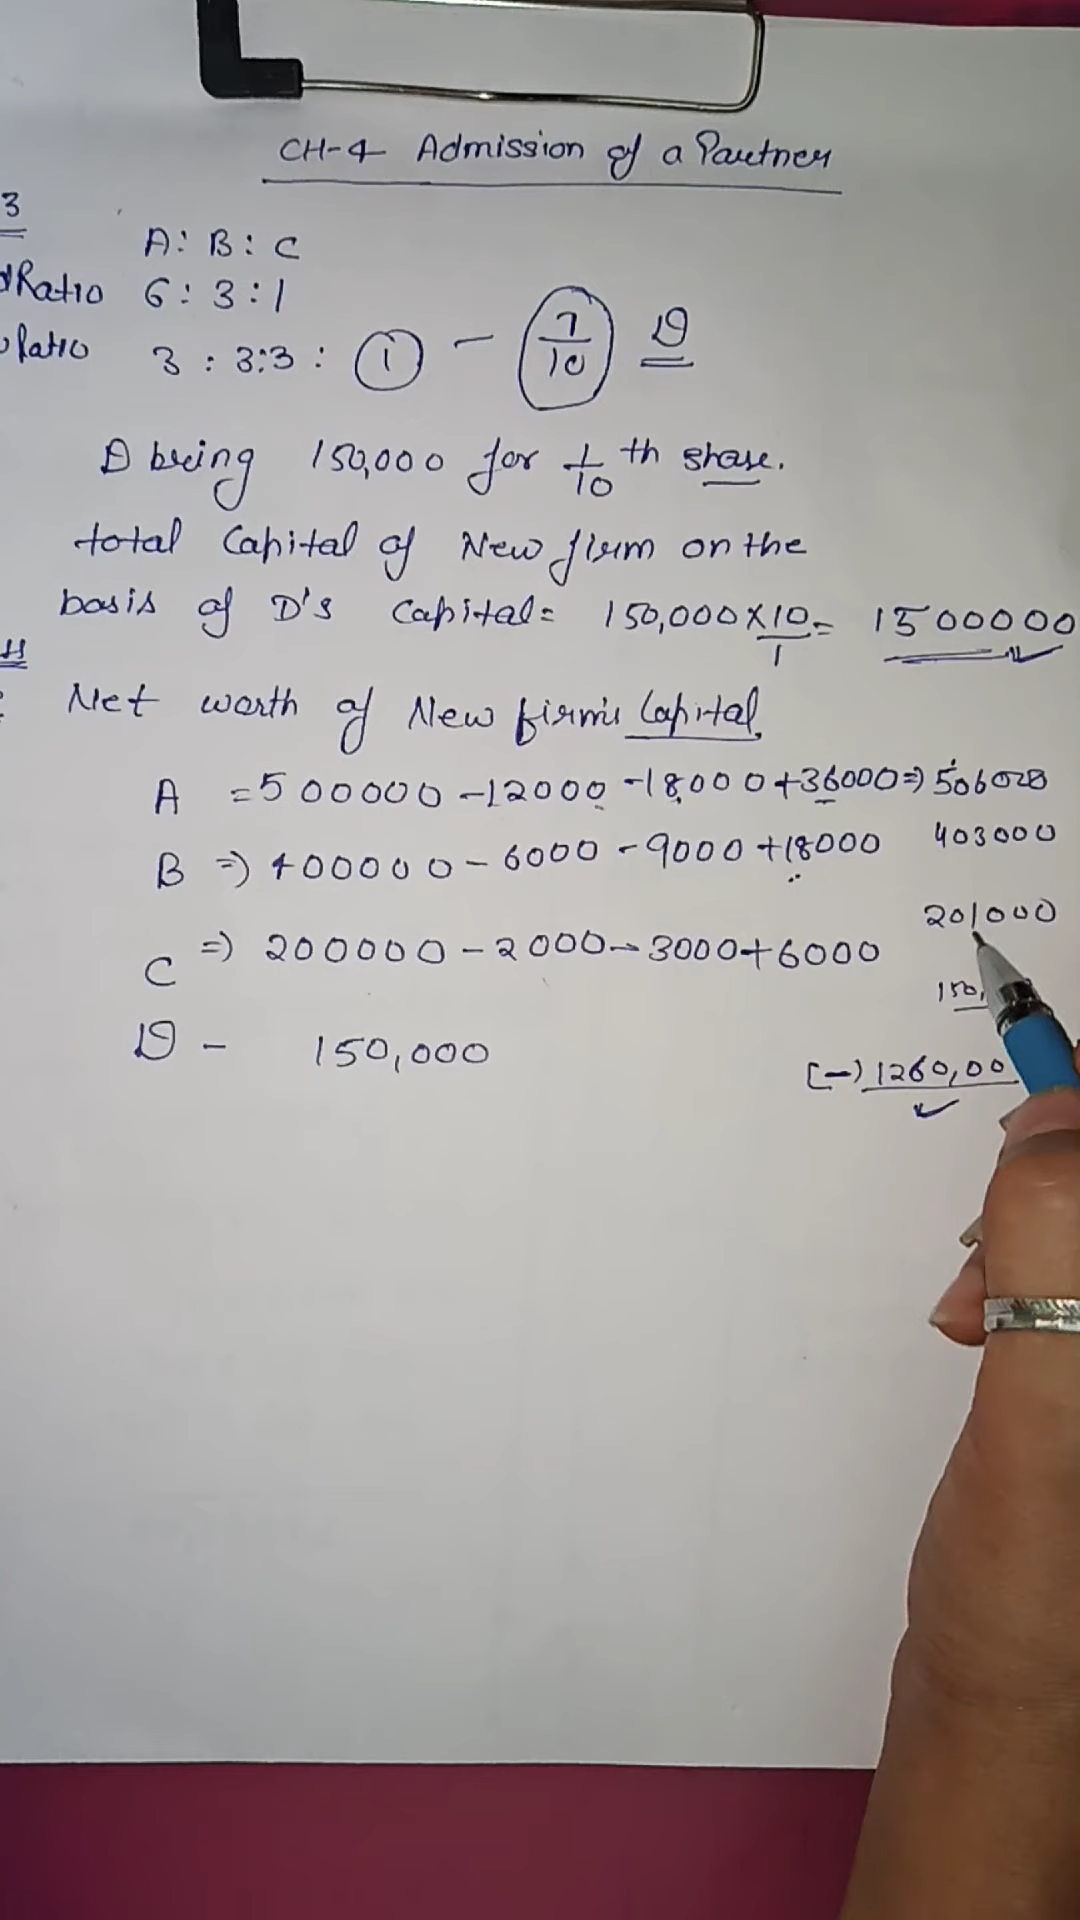 CH-4 Admission of a Partner
3
A: B: C
Ratio 6: 3:1
Ratio 3 : 3:3: 1 - 7/10 D
D being 150,000 for 1/10 th share.
total Capital of New firm on the
basis of D's Capital= 150,000×10/1= 1500000
Net worth of New firm's Capital
A =500000-12000-18000+36000⇒506000
B ⇒ 400000-6000-9000+18000 403000
201000
C ⇒ 200000-2000-3000+6000
150,
D - 150,000
(-) 1260,00